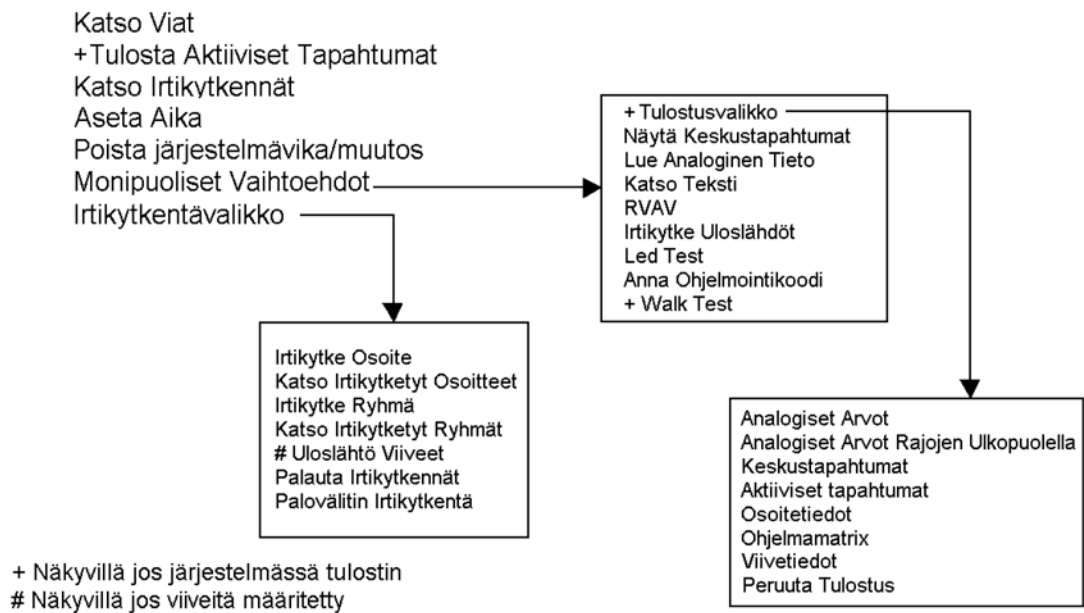 Katso Viat
+Tulosta Aktiiviset Tapahtumat
Katso Irtikytkennät
Aseta Aika
Poista järjestelmävika/muutos
Monipuoliset Vaihtoehdot
Irtikytkentävalikko
+ Tulostusvalikko
Näytä Keskustapahtumat
Lue Analoginen Tieto
Katso Teksti
RVAV
Irtikytke Uloslähdöt
Led Test
Anna Ohjelmointikoodi
+ Walk Test
Irtikytke Osoite
Katso Irtikytketyt Osoitteet
Irtikytke Ryhmä
Katso Irtikytketyt Ryhmät
# Uloslähtö Viiveet
Palauta Irtikytkennät
Palovälitin Irtikytkentä
Analogiset Arvot
Analogiset Arvot Rajojen Ulkopuolella
Keskustapahtumat
Aktiiviset tapahtumat
Osoitetiedot
Ohjelmamatrix
Viivetiedot
Peruuta Tulostus
+ Näkyvillä jos järjestelmässä tulostin
# Näkyvillä jos viiveitä määritetty